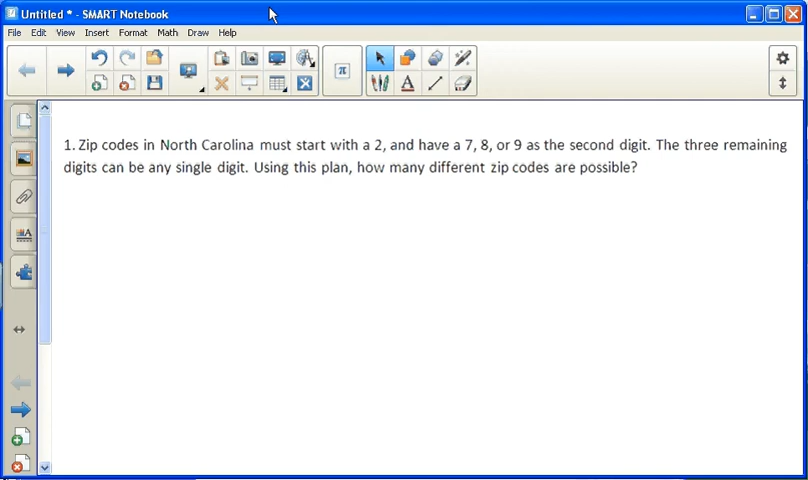 Untitled * - SMART Notebook
File Edit View Insert Format Math Draw Help
π
A
1. Zip codes in North Carolina must start with a 2, and have a 7, 8, or 9 as the second digit. The three remaining
digits can be any single digit. Using this plan, how many different zip codes are possible?